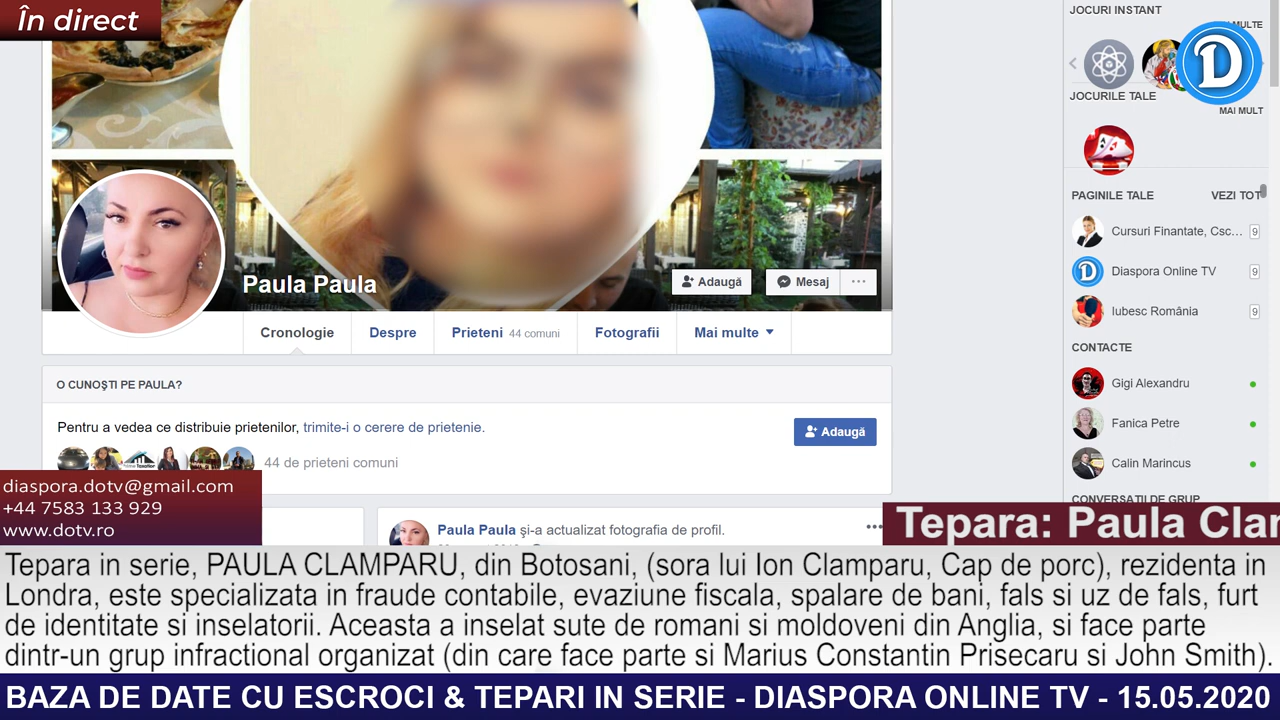 În direct
JOCURI INSTANT
MULTE
D
JOCURILE TALE
MAI MULT
PAGINILE TALE
VEZI TOT
Cursuri Finantate, Csc...
9
Diaspora Online TV
9
Iubesc România
9
CONTACTE
Gigi Alexandru
Fanica Petre
Calin Marincus
CONVERSAȚII DE GRUP
Paula Paula
Adaugă
Mesaj
Cronologie
Despre
Prieteni 44 comuni
Fotografii
Mai multe
O CUNOŞTI PE PAULA?
Pentru a vedea ce distribuie prietenilor, trimite-i o cerere de prietenie.
Adaugă
44 de prieteni comuni
Paula Paula şi-a actualizat fotografia de profil.
diaspora.dotv@gmail.com
+44 7583 133 929
www.dotv.ro
Tepara: Paula Clar
Tepara in serie, PAULA CLAMPARU, din Botosani, (sora lui Ion Clamparu, Cap de porc), rezidenta in
Londra, este specializata in fraude contabile, evaziune fiscala, spalare de bani, fals si uz de fals, furt
de identitate si inselatorii. Aceasta a inselat sute de romani si moldoveni din Anglia, si face parte
dintr-un grup infractional organizat (din care face parte si Marius Constantin Prisecaru si John Smith).
BAZA DE DATE CU ESCROCI & TEPARI IN SERIE - DIASPORA ONLINE TV - 15.05.2020